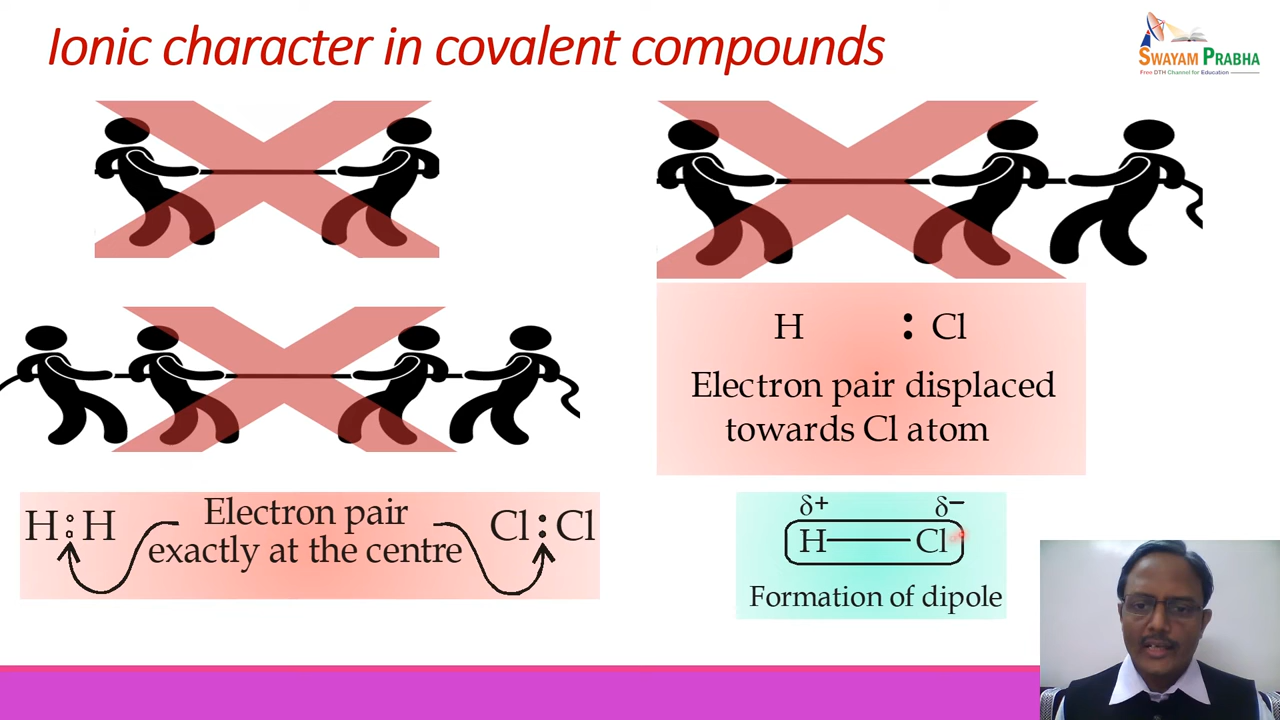 Ionic character in covalent compounds
SWAYAM PRABHA
Free DTH Channel for Education
H : Cl
Electron pair displaced
towards Cl atom
H:H
Electron pair
exactly at the centre
Cl:Cl
δ+ δ−
H Cl
Formation of dipole